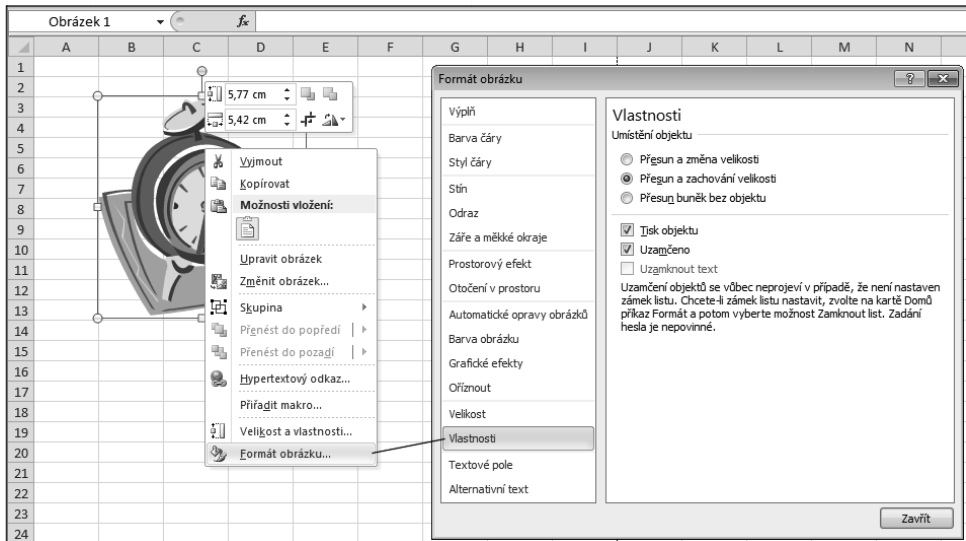 Obrázek 1 fx
A B C D E F G H I J K L M N
1
2
3
4
5
6
7
8
9
10
11
12
13
14
15
16
17
18
19
20
21
22
23
24
5,77 cm
5,42 cm
Vyjmout
Kopírovat
Možnosti vložení:
Upravit obrázek
Změnit obrázek...
Skupina
Přenést do popředí
Přenést do pozadí
Hypertextový odkaz...
Přiřadit makro...
Velikost a vlastnosti...
Formát obrázku...
Formát obrázku
Výplň
Barva čáry
Styl čáry
Stín
Odraz
Záře a měkké okraje
Prostorový efekt
Otočení v prostoru
Automatické opravy obrázků
Barva obrázku
Grafické efekty
Oříznout
Velikost
Vlastnosti
Textové pole
Alternativní text
Vlastnosti
Umístění objektu
Přesun a změna velikosti
Přesun a zachování velikosti
Přesun buněk bez objektu
Tisk objektu
Uzamčeno
Uzamknout text
Uzamčení objektů se vůbec neprojeví v případě, že není nastaven
zámek listu. Chcete-li zámek listu nastavit, zvolte na kartě Domů
příkaz Formát a potom vyberte možnost Zamknout list. Zadání
hesla je nepovinné.
Zavřít